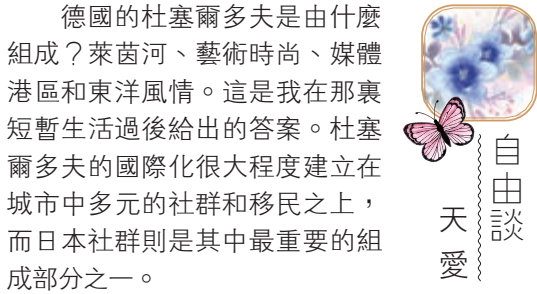 德國的杜塞爾多夫是由什麼
組成？萊茵河、藝術時尚、媒體
港區和東洋風情。這是我在那裏
短暫生活過後給出的答案。杜塞
爾多夫的國際化很大程度建立在
城市中多元的社群和移民之上，
而日本社群則是其中最重要的組
成部分之一。
自由談
天愛